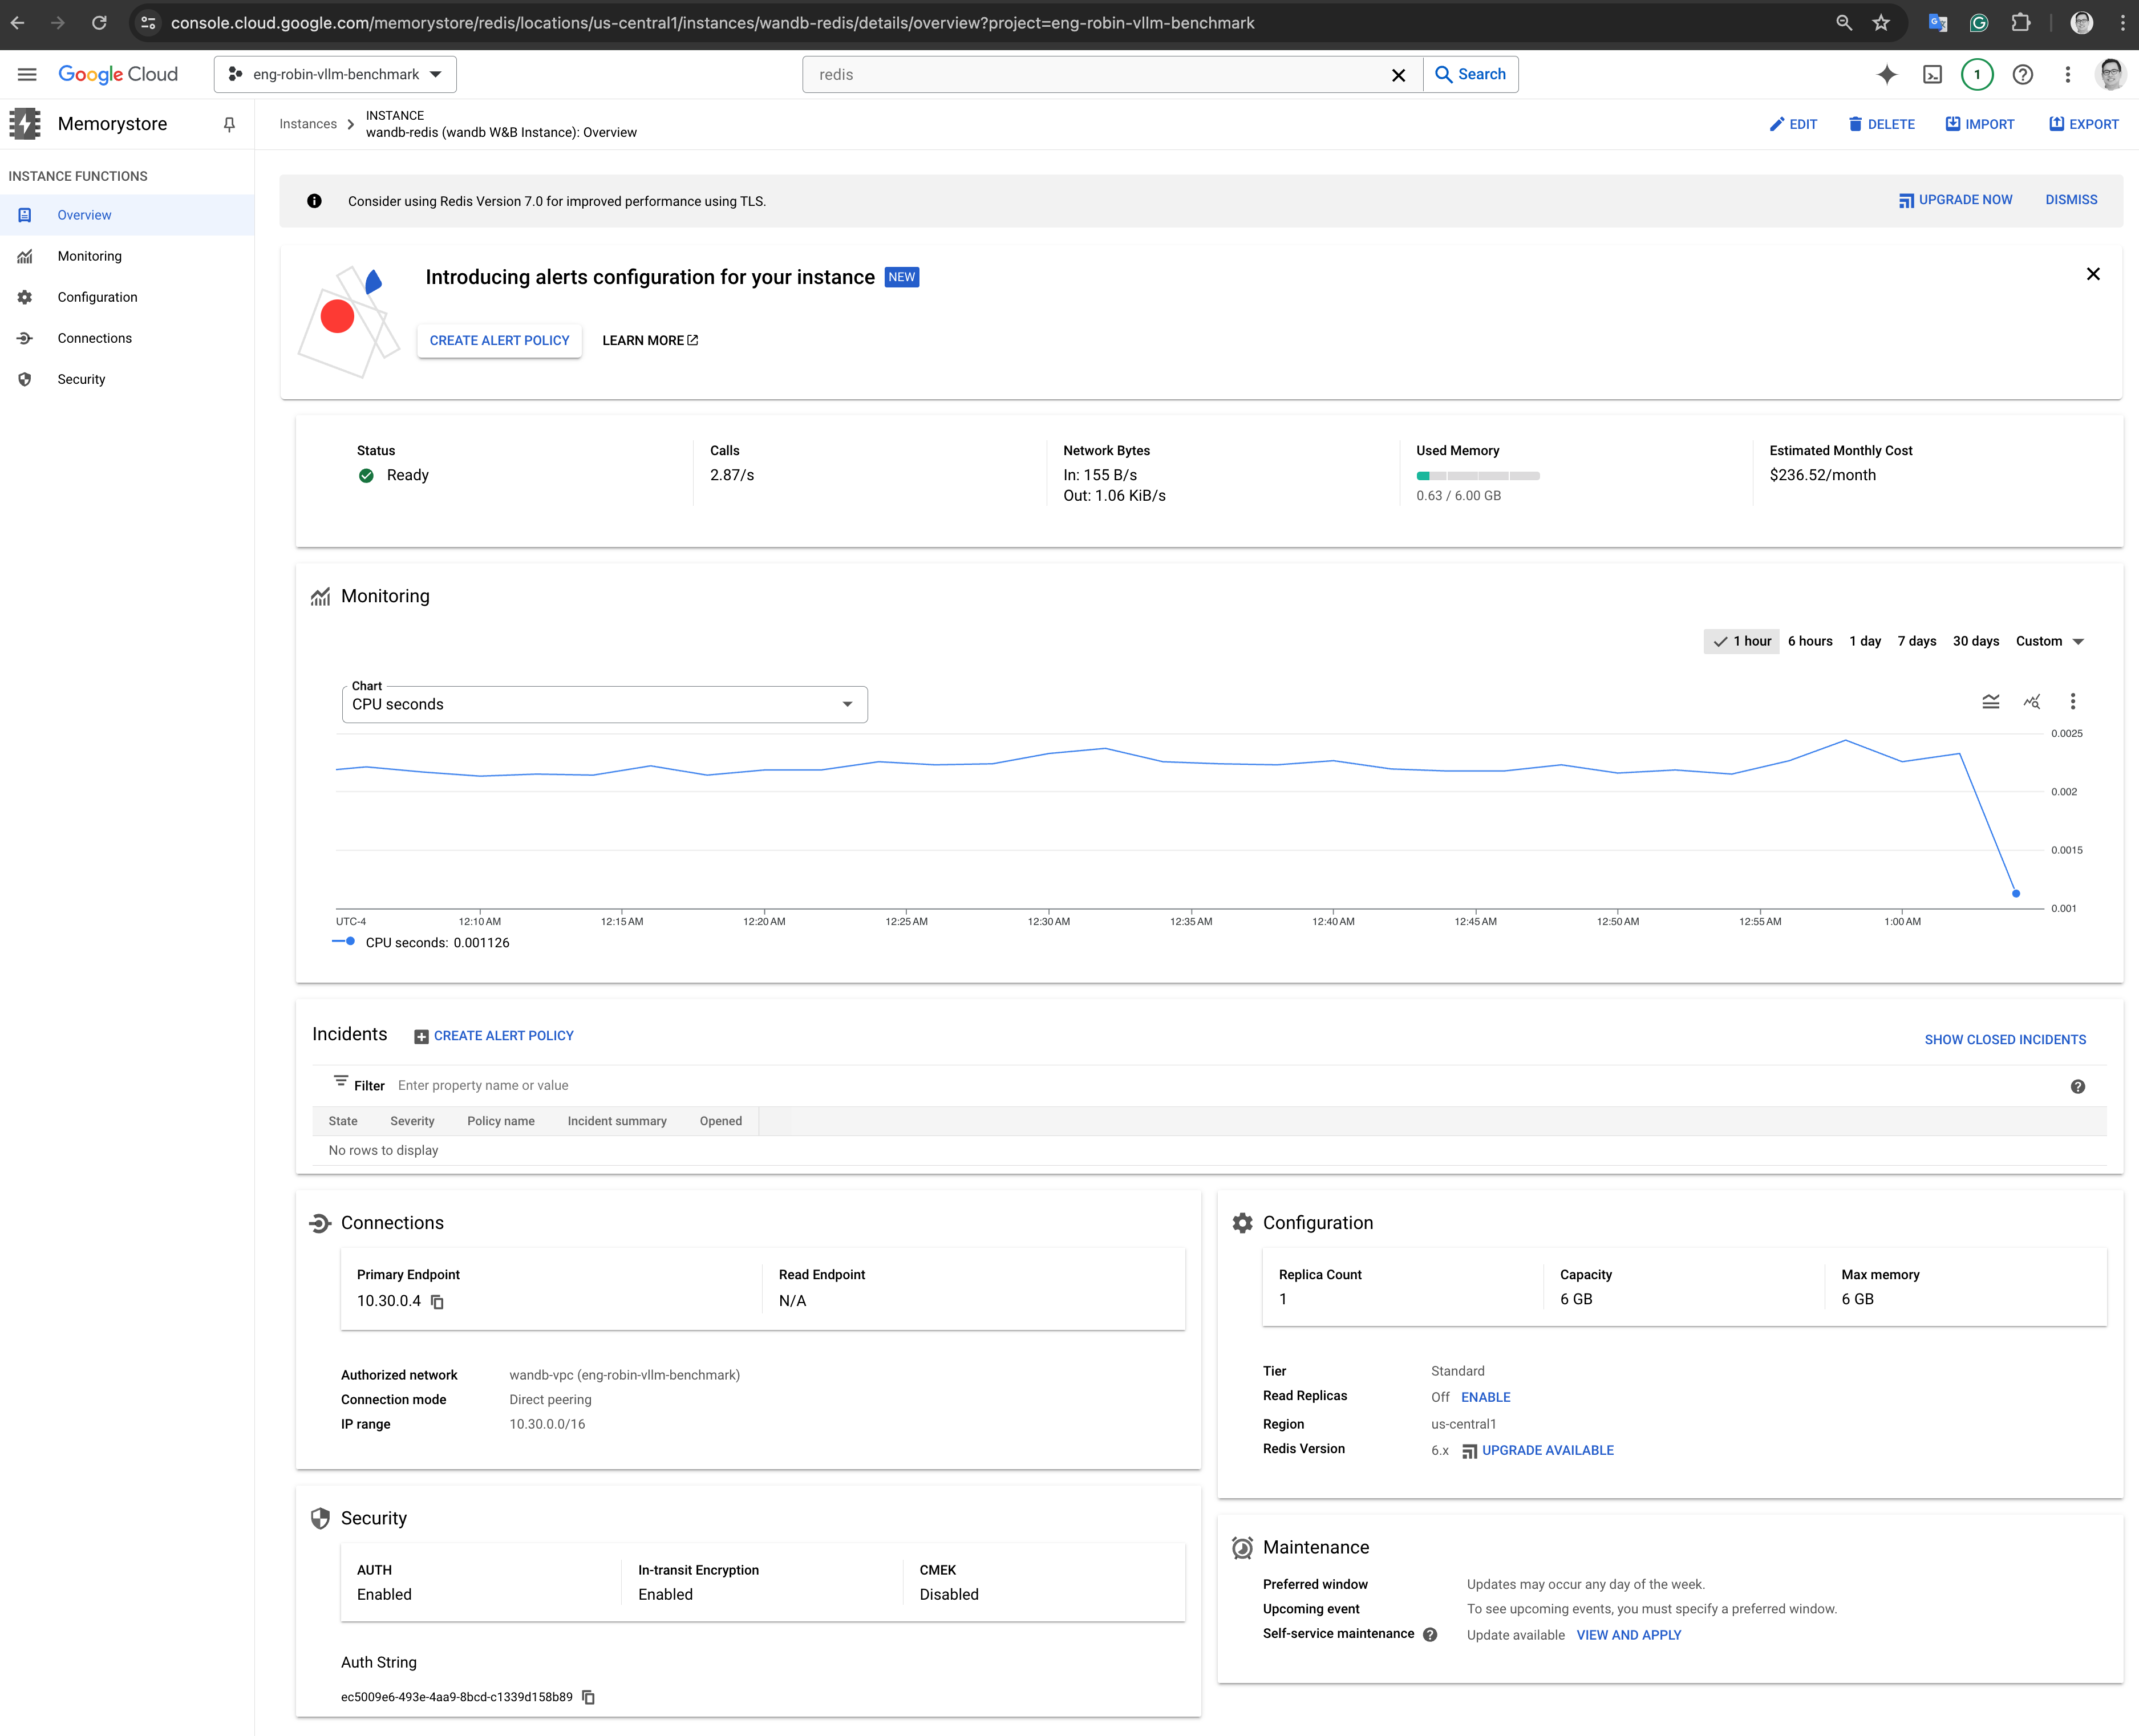 console.cloud.google.com/memorystore/redis/locations/us-central1/instances/wandb-redis/details/overview?project=eng-robin-vllm-benchmark
Google Cloud
eng-robin-vllm-benchmark
redis
Search
1
Memorystore
Instances
INSTANCE
wandb-redis (wandb W&B Instance): Overview
EDIT
DELETE
IMPORT
EXPORT
INSTANCE FUNCTIONS
Overview
Monitoring
Configuration
Connections
Security
Consider using Redis Version 7.0 for improved performance using TLS.
UPGRADE NOW
DISMISS
Introducing alerts configuration for your instance NEW
CREATE ALERT POLICY
LEARN MORE
Status
Ready
Calls
2.87/s
Network Bytes
In: 155 B/s
Out: 1.06 KiB/s
Used Memory
0.63 / 6.00 GB
Estimated Monthly Cost
$236.52/month
Monitoring
1 hour 6 hours 1 day 7 days 30 days Custom
Chart
CPU seconds
0.0025
0.002
0.0015
0.001
UTC-4 12:10 AM 12:15 AM 12:20 AM 12:25 AM 12:30 AM 12:35 AM 12:40 AM 12:45 AM 12:50 AM 12:55 AM 1:00 AM
CPU seconds: 0.001126
Incidents
CREATE ALERT POLICY
SHOW CLOSED INCIDENTS
Filter Enter property name or value
State Severity Policy name Incident summary Opened
No rows to display
Connections
Primary Endpoint
10.30.0.4
Read Endpoint
N/A
Authorized network wandb-vpc (eng-robin-vllm-benchmark)
Connection mode Direct peering
IP range 10.30.0.0/16
Configuration
Replica Count
1
Capacity
6 GB
Max memory
6 GB
Tier Standard
Read Replicas Off ENABLE
Region us-central1
Redis Version 6.x UPGRADE AVAILABLE
Security
AUTH
Enabled
In-transit Encryption
Enabled
CMEK
Disabled
Auth String
ec5009e6-493e-4aa9-8bcd-c1339d158b89
Maintenance
Preferred window Updates may occur any day of the week.
Upcoming event To see upcoming events, you must specify a preferred window.
Self-service maintenance Update available VIEW AND APPLY